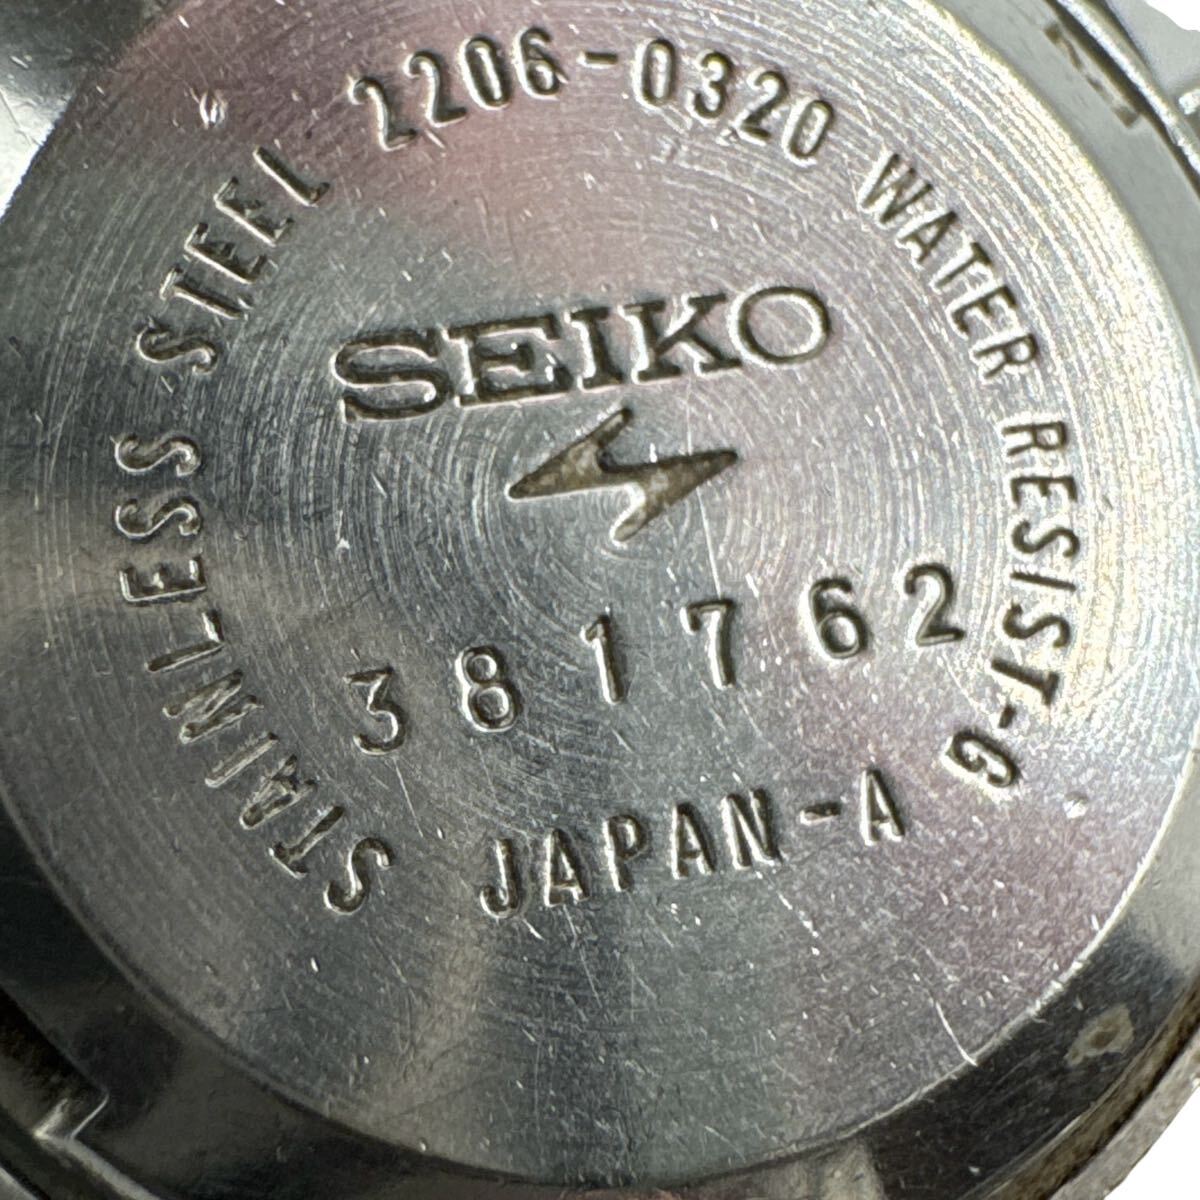 STAINLESS STEEL 2206-0320 WATER RESIST-G
SEIKO
381762
JAPAN-A